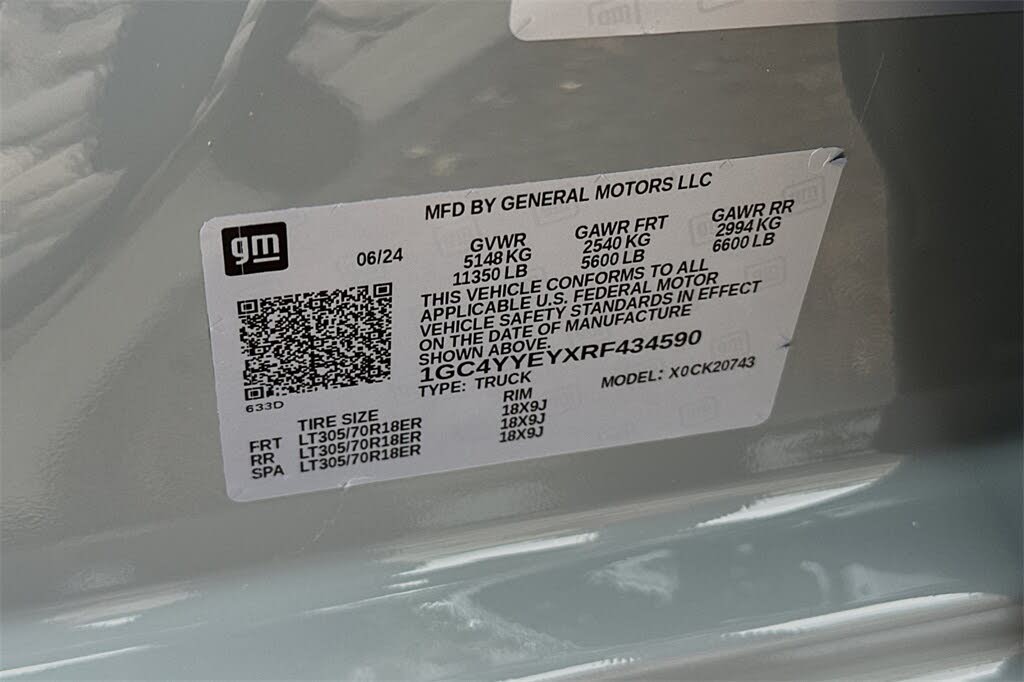 MFD BY GENERAL MOTORS LLC
gm
06/24
GVWR
5148 KG
11350 LB
GAWR FRT
2540 KG
5600 LB
GAWR RR
2994 KG
6600 LB
THIS VEHICLE CONFORMS TO ALL
APPLICABLE U.S. FEDERAL MOTOR
VEHICLE SAFETY STANDARDS IN EFFECT
ON THE DATE OF MANUFACTURE
SHOWN ABOVE.
1GC4YYEYXRF434590
TYPE: TRUCK
MODEL: X0CK20743
633D
TIRE SIZE RIM
FRT LT305/70R18ER 18X9J
RR LT305/70R18ER 18X9J
SPA LT305/70R18ER 18X9J